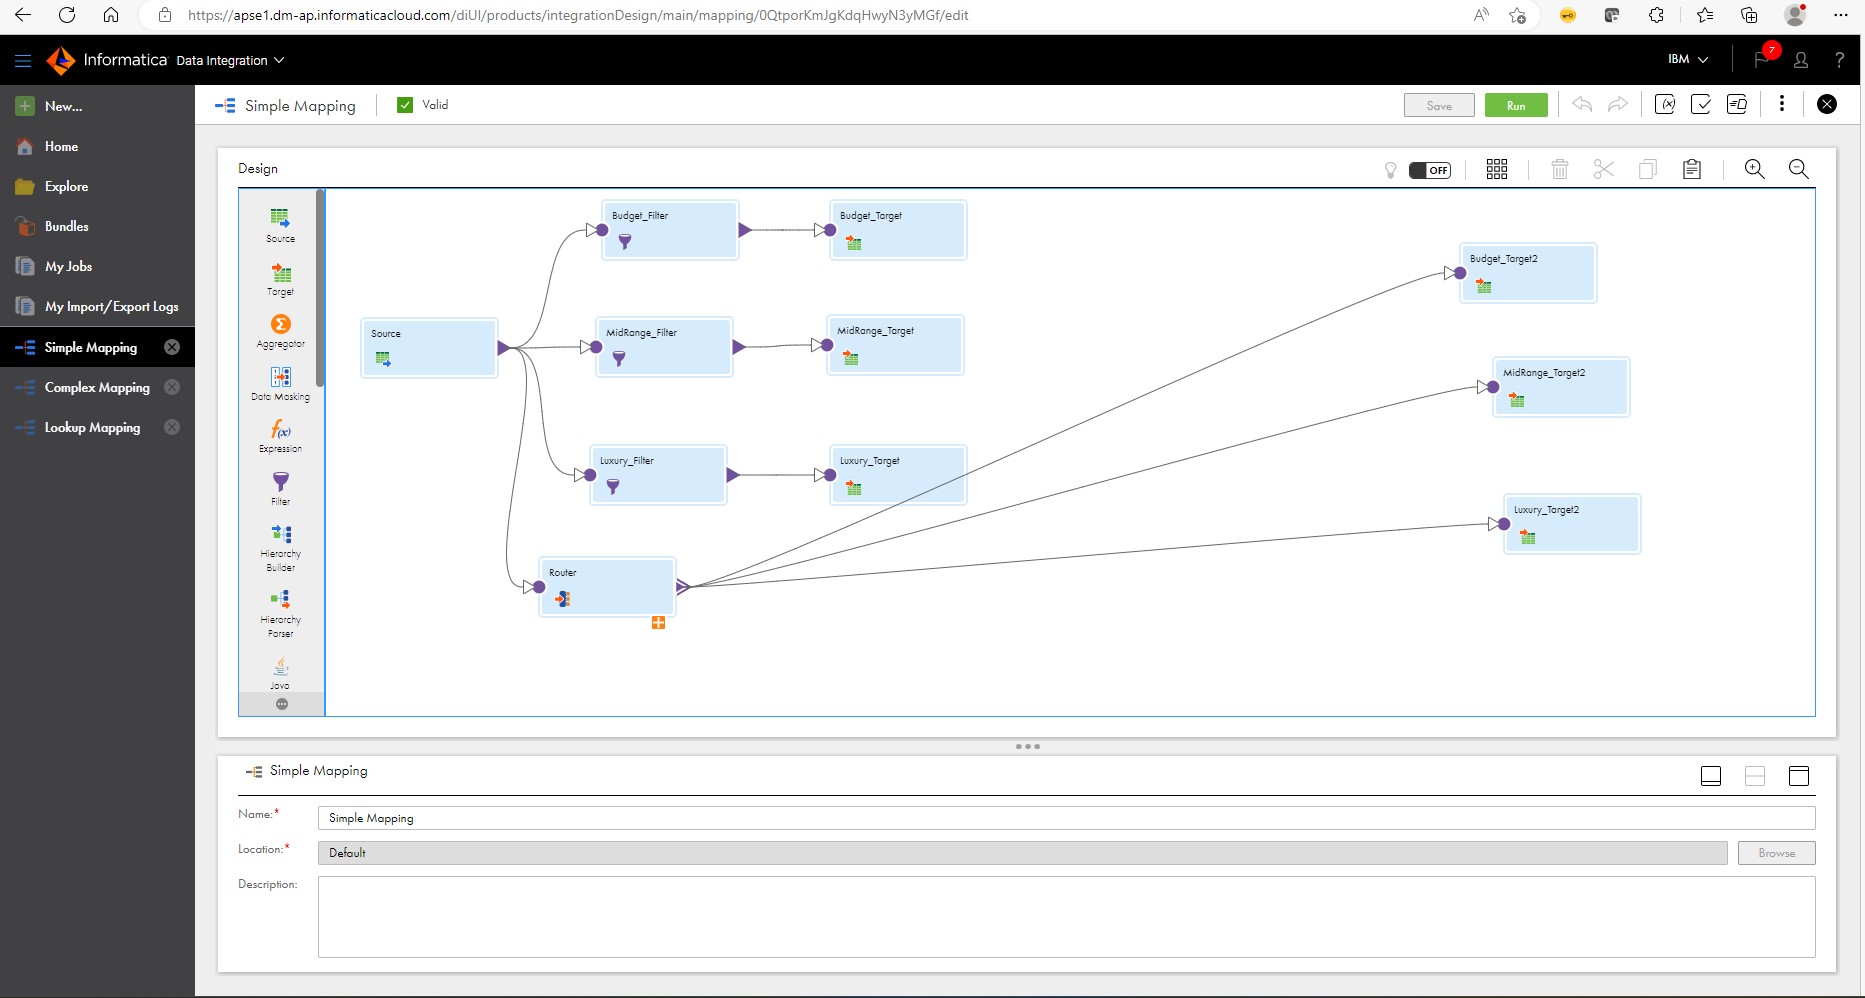 https://apse1.dm-ap.informaticacloud.com/diUI/products/integrationDesign/main/mapping/0QtporKmJgKdqHwyN3yMGf/edit
Informatica Data Integration
IBM
7
?
New...
Home
Explore
Bundles
My Jobs
My Import/Export Logs
Simple Mapping
Complex Mapping
Lookup Mapping
Simple Mapping
Valid
Save
Run
Design
OFF
Source
Target
Aggregator
Data Masking
Expression
Filter
Hierarchy
Builder
Hierarchy
Parser
Java
Source
Budget_Filter
Budget_Target
MidRange_Filter
MidRange_Target
Luxury_Filter
Luxury_Target
Router
Budget_Target2
MidRange_Target2
Luxury_Target2
Simple Mapping
Name:*
Simple Mapping
Location:*
Default
Browse
Description: